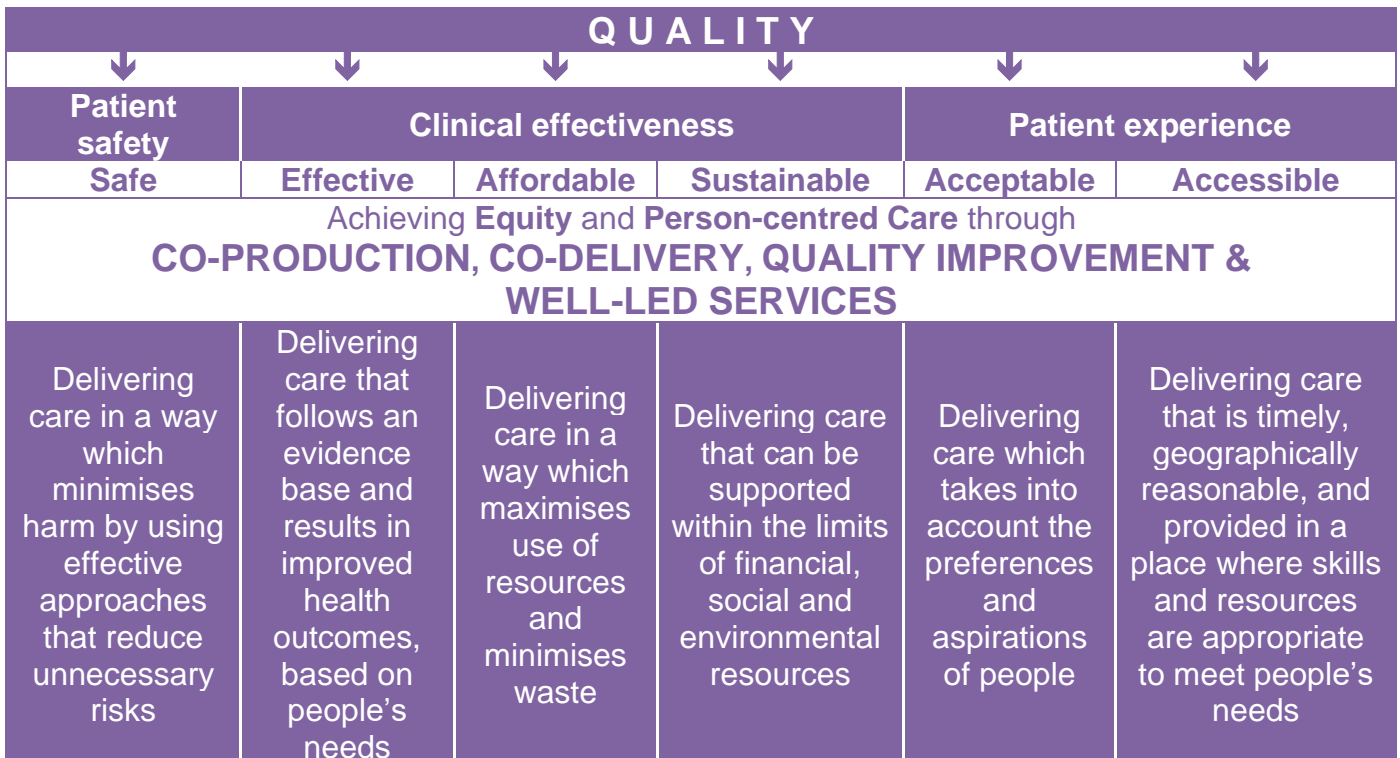 QUALITY
Patient
safety
Clinical effectiveness
Patient experience
Safe
Effective
Affordable
Sustainable
Acceptable
Accessible
Achieving Equity and Person-centred Care through
CO-PRODUCTION, CO-DELIVERY, QUALITY IMPROVEMENT &
WELL-LED SERVICES
Delivering
care in a way
which
minimises
harm by using
effective
approaches
that reduce
unnecessary
risks
Delivering
care that
follows an
evidence
base and
results in
improved
health
outcomes,
based on
people's
needs
Delivering
care in a
way which
maximises
use of
resources
and
minimises
waste
Delivering care
that can be
supported
within the limits
of financial,
social and
environmental
resources
Delivering
care which
takes into
account the
preferences
and
aspirations
of people
Delivering care
that is timely,
geographically
reasonable, and
provided in a
place where skills
and resources
are appropriate
to meet people's
needs